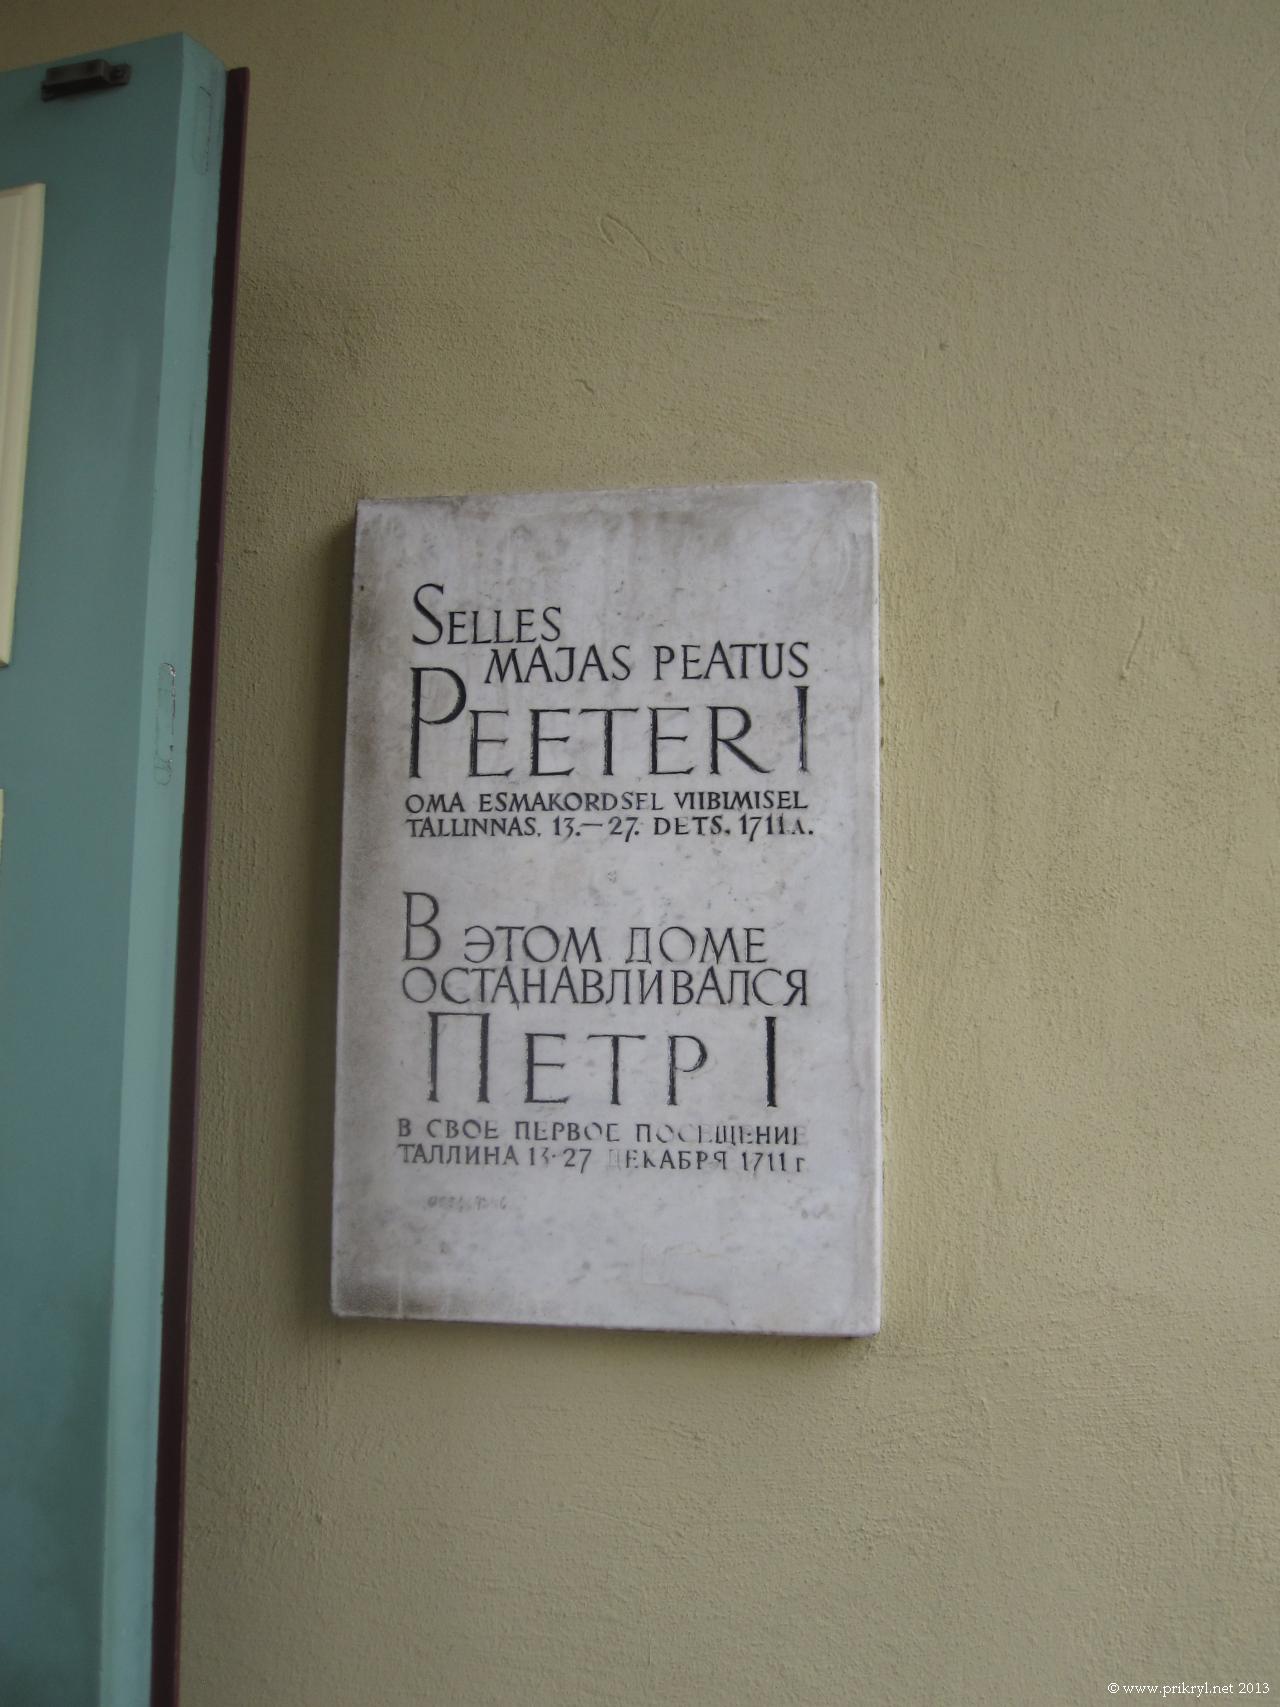 SELLES
MAJAS PEATUS
PEETER I
OMA ESMAKORDSEL VIIBIMISEL
TALLINNAS, 13.—27. DETS. 1711.A.
В ЭТОМ ДОМЕ
ОСТАНАВЛИВАЛСЯ
ПЕТР I
В СВОЕ ПЕРВОЕ ПОСЕЩЕНИЕ
ТАЛЛИНА 13-27 ДЕКАБРЯ 1711 г
© www.prikryl.net 2013